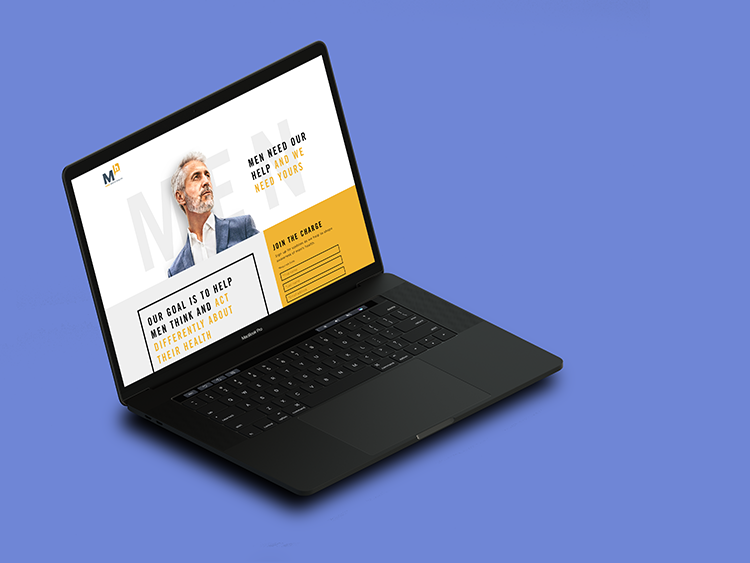 M
MEN
MEN NEED OUR
HELP AND WE
NEED YOURS
JOIN THE CHARGE
OUR GOAL IS TO HELP
MEN THINK AND ACT
DIFFERENTLY ABOUT
THEIR HEALTH
MacBook Pro